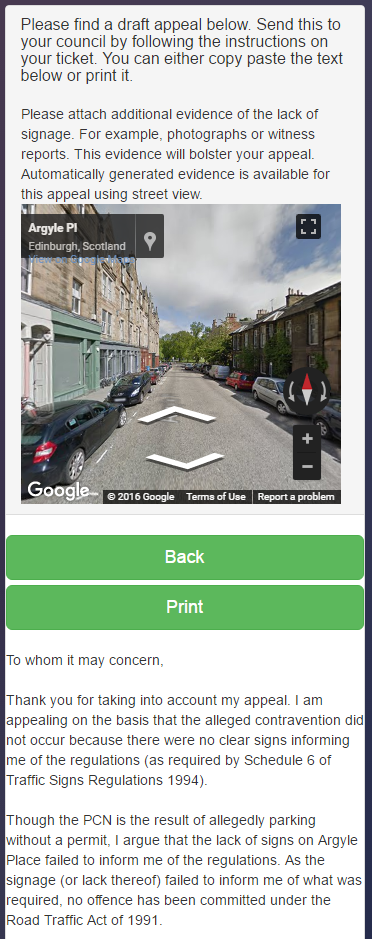 Please find a draft appeal below. Send this to
your council by following the instructions on
your ticket. You can either copy paste the text
below or print it.
Please attach additional evidence of the lack of
signage. For example, photographs or witness
reports. This evidence will bolster your appeal.
Automatically generated evidence is available for
this appeal using street view.
Argyle Pl
Edinburgh, Scotland
View on Google Maps
+
−
Google
© 2016 Google Terms of Use Report a problem
Back
Print
To whom it may concern,
Thank you for taking into account my appeal. I am
appealing on the basis that the alleged contravention did
not occur because there were no clear signs informing
me of the regulations (as required by Schedule 6 of
Traffic Signs Regulations 1994).
Though the PCN is the result of allegedly parking
without a permit, I argue that the lack of signs on Argyle
Place failed to inform me of the regulations. As the
signage (or lack thereof) failed to inform me of what was
required, no offence has been committed under the
Road Traffic Act of 1991.